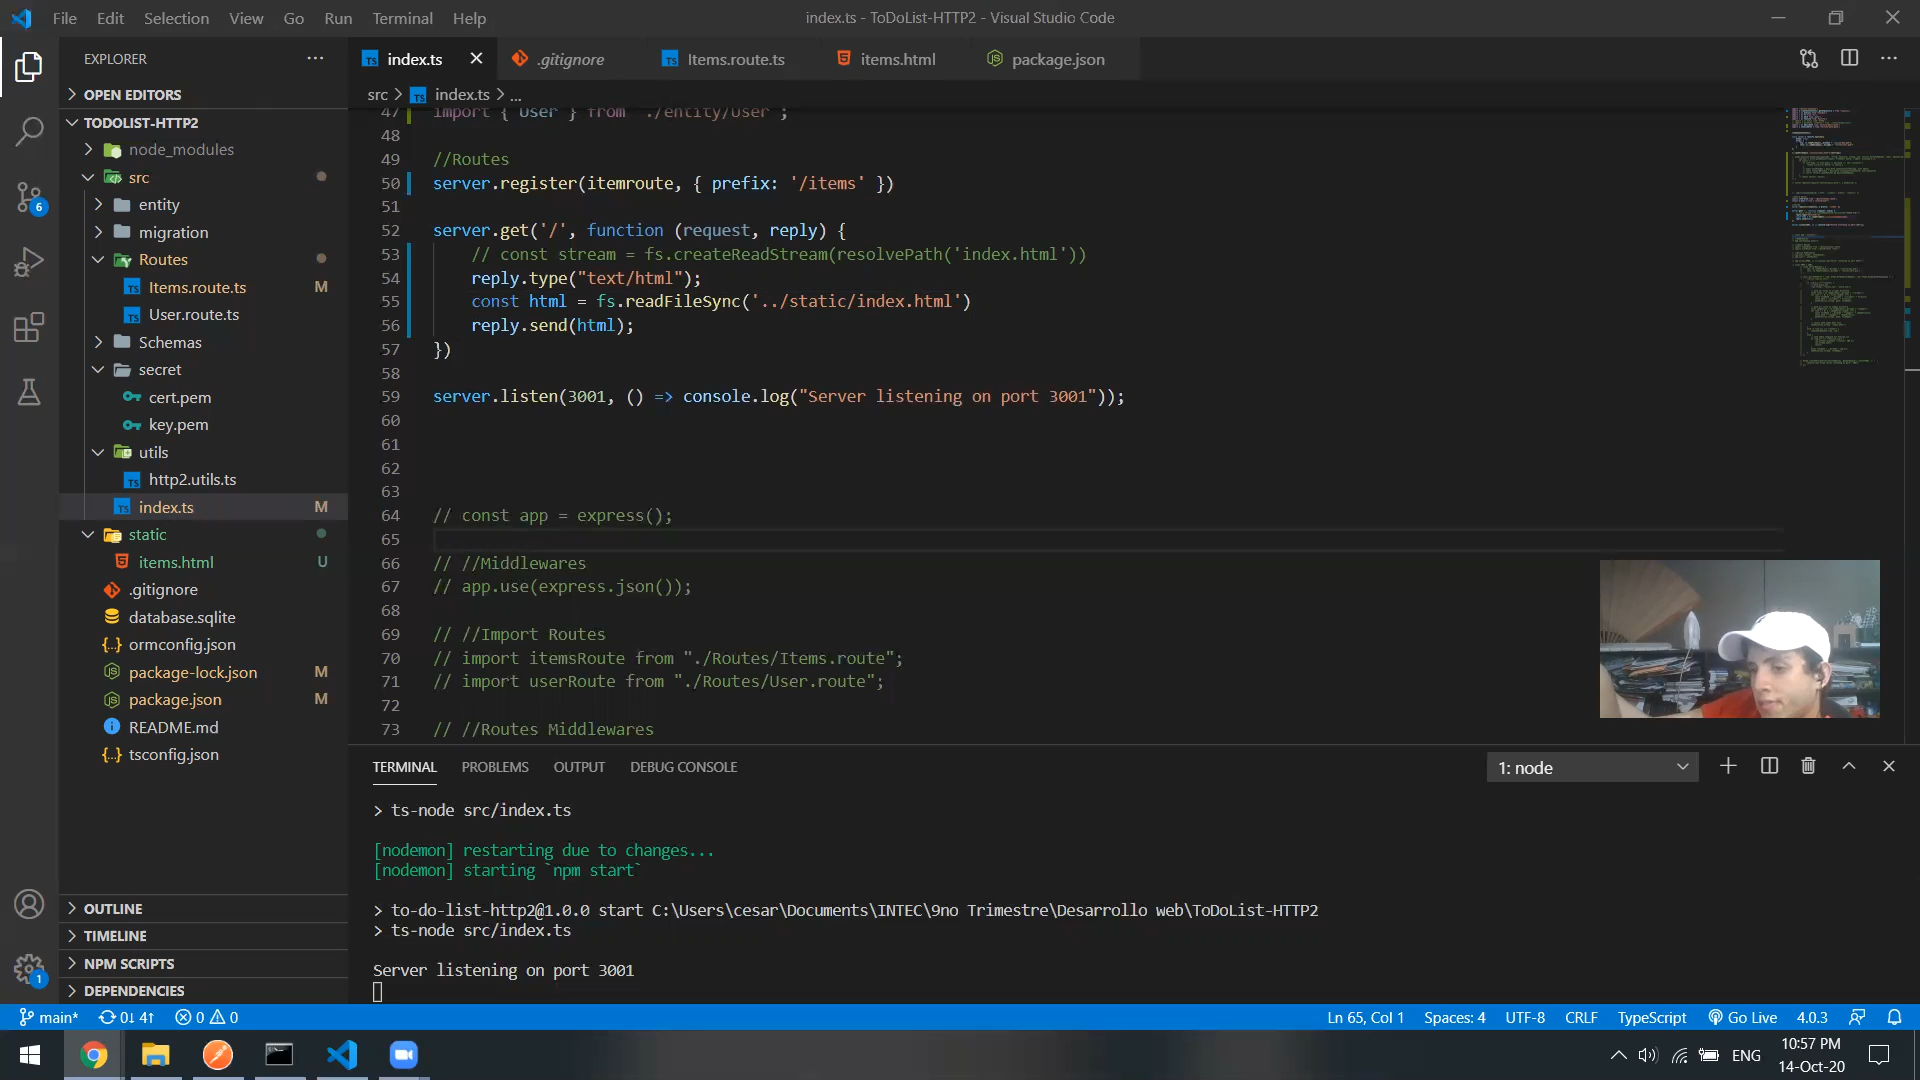 File Edit Selection View Go Run Terminal Help
index.ts - ToDoList-HTTP2 - Visual Studio Code
EXPLORER
OPEN EDITORS
TODOLIST-HTTP2
node_modules
src
entity
migration
Routes
Items.route.ts M
User.route.ts
Schemas
secret
cert.pem
key.pem
utils
http2.utils.ts
index.ts M
static
items.html U
.gitignore
database.sqlite
ormconfig.json
package-lock.json M
package.json M
README.md
tsconfig.json
OUTLINE
TIMELINE
NPM SCRIPTS
DEPENDENCIES
index.ts .gitignore Items.route.ts items.html package.json
src > index.ts > ...
47 import { User } from "./entity/User";
48
49 //Routes
50 server.register(itemroute, { prefix: '/items' })
51
52 server.get('/', function (request, reply) {
53 // const stream = fs.createReadStream(resolvePath('index.html'))
54 reply.type("text/html");
55 const html = fs.readFileSync('../static/index.html')
56 reply.send(html);
57 })
58
59 server.listen(3001, () => console.log("Server listening on port 3001"));
60
61
62
63
64 // const app = express();
65
66 // //Middlewares
67 // app.use(express.json());
68
69 // //Import Routes
70 // import itemsRoute from "./Routes/Items.route";
71 // import userRoute from "./Routes/User.route";
72
73 // //Routes Middlewares
TERMINAL PROBLEMS OUTPUT DEBUG CONSOLE
1: node
> ts-node src/index.ts
[nodemon] restarting due to changes...
[nodemon] starting `npm start`
> to-do-list-http2@1.0.0 start C:\Users\cesar\Documents\INTEC\9no Trimestre\Desarrollo web\ToDoList-HTTP2
> ts-node src/index.ts
Server listening on port 3001
6
1
main* 0↓ 4↑ 0 0
Ln 65, Col 1 Spaces: 4 UTF-8 CRLF TypeScript Go Live 4.0.3
ENG
10:57 PM
14-Oct-20